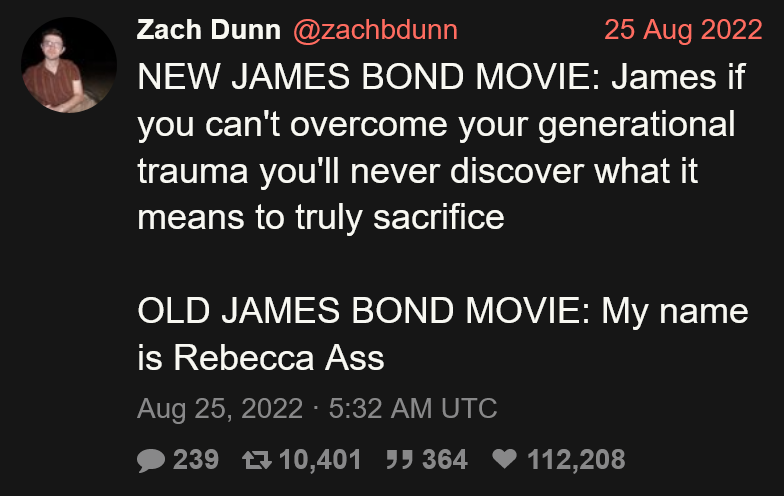 Zach Dunn @zachbdunn 25 Aug 2022
NEW JAMES BOND MOVIE: James if
you can't overcome your generational
trauma you'll never discover what it
means to truly sacrifice
OLD JAMES BOND MOVIE: My name
is Rebecca Ass
Aug 25, 2022 · 5:32 AM UTC
239 10,401 364 112,208